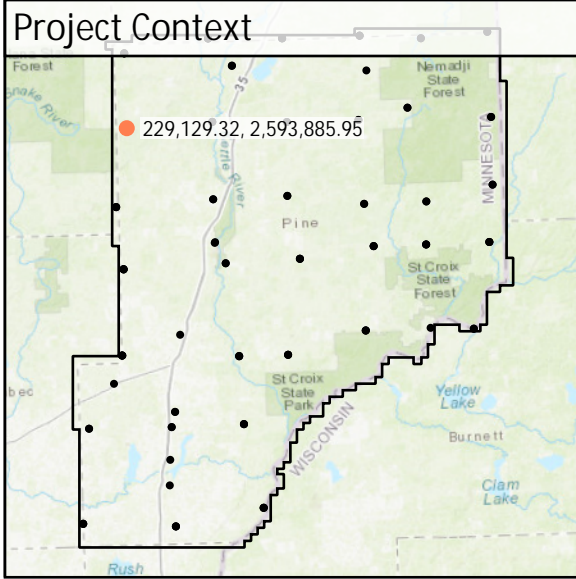 Project Context
Forest
Nemadji
State
Forest
Snake River
35
229,129.32, 2,593,885.95
MINNESOTA
River
Pine
St Croix
State
Forest
St Croix
State
Park
bec
Yellow
Lake
WISCONSIN
Burnett
Clam
Lake
Rush